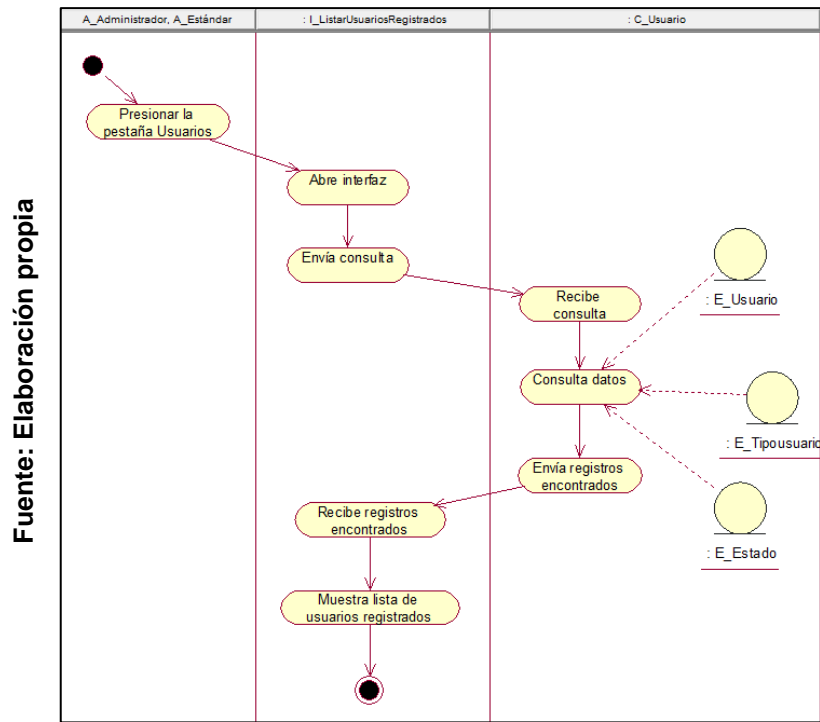 A_Administrador, A_Estándar
: I_ListarUsuariosRegistrados
: C_Usuario
Presionar la
pestaña Usuarios
Abre interfaz
Envía consulta
Recibe
consulta
: E_Usuario
Consulta datos
: E_Tipousuario
Envía registros
encontrados
Recibe registros
encontrados
: E_Estado
Muestra lista de
usuarios registrados
Fuente: Elaboración propia